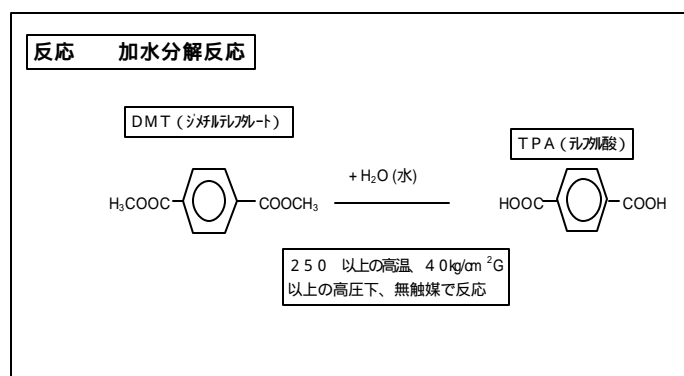 反応　　加水分解反応
DMT（ジメチルテレフタレート）
TPA（テレフタル酸）
+H₂O (水)
H₃COOC
COOCH₃
HOOC
COOH
250　以上の高温、40kg/cm²G
以上の高圧下、無触媒で反応